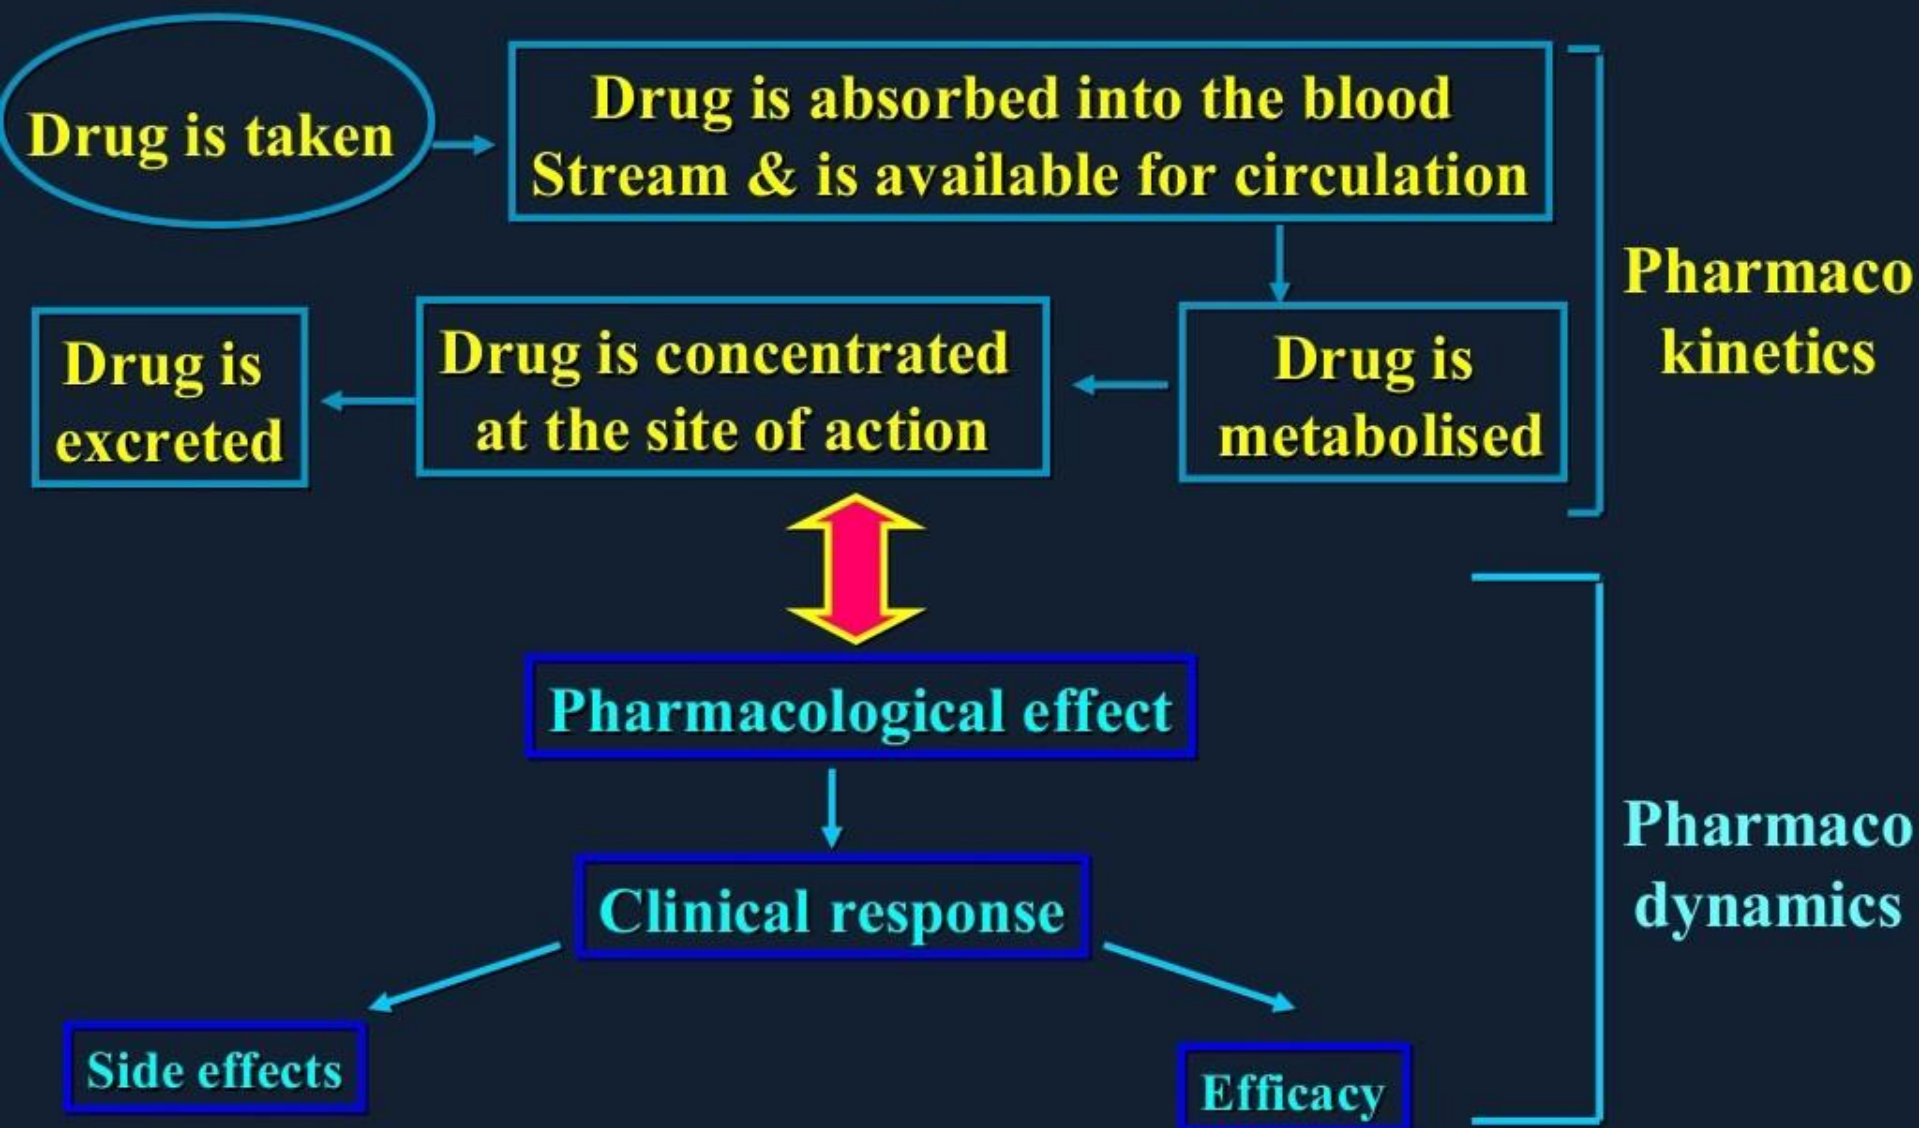 Drug is taken
Drug is absorbed into the blood
Stream & is available for circulation
Pharmaco
kinetics
Drug is
excreted
Drug is concentrated
at the site of action
Drug is
metabolised
Pharmacological effect
Clinical response
Pharmaco
dynamics
Side effects
Efficacy